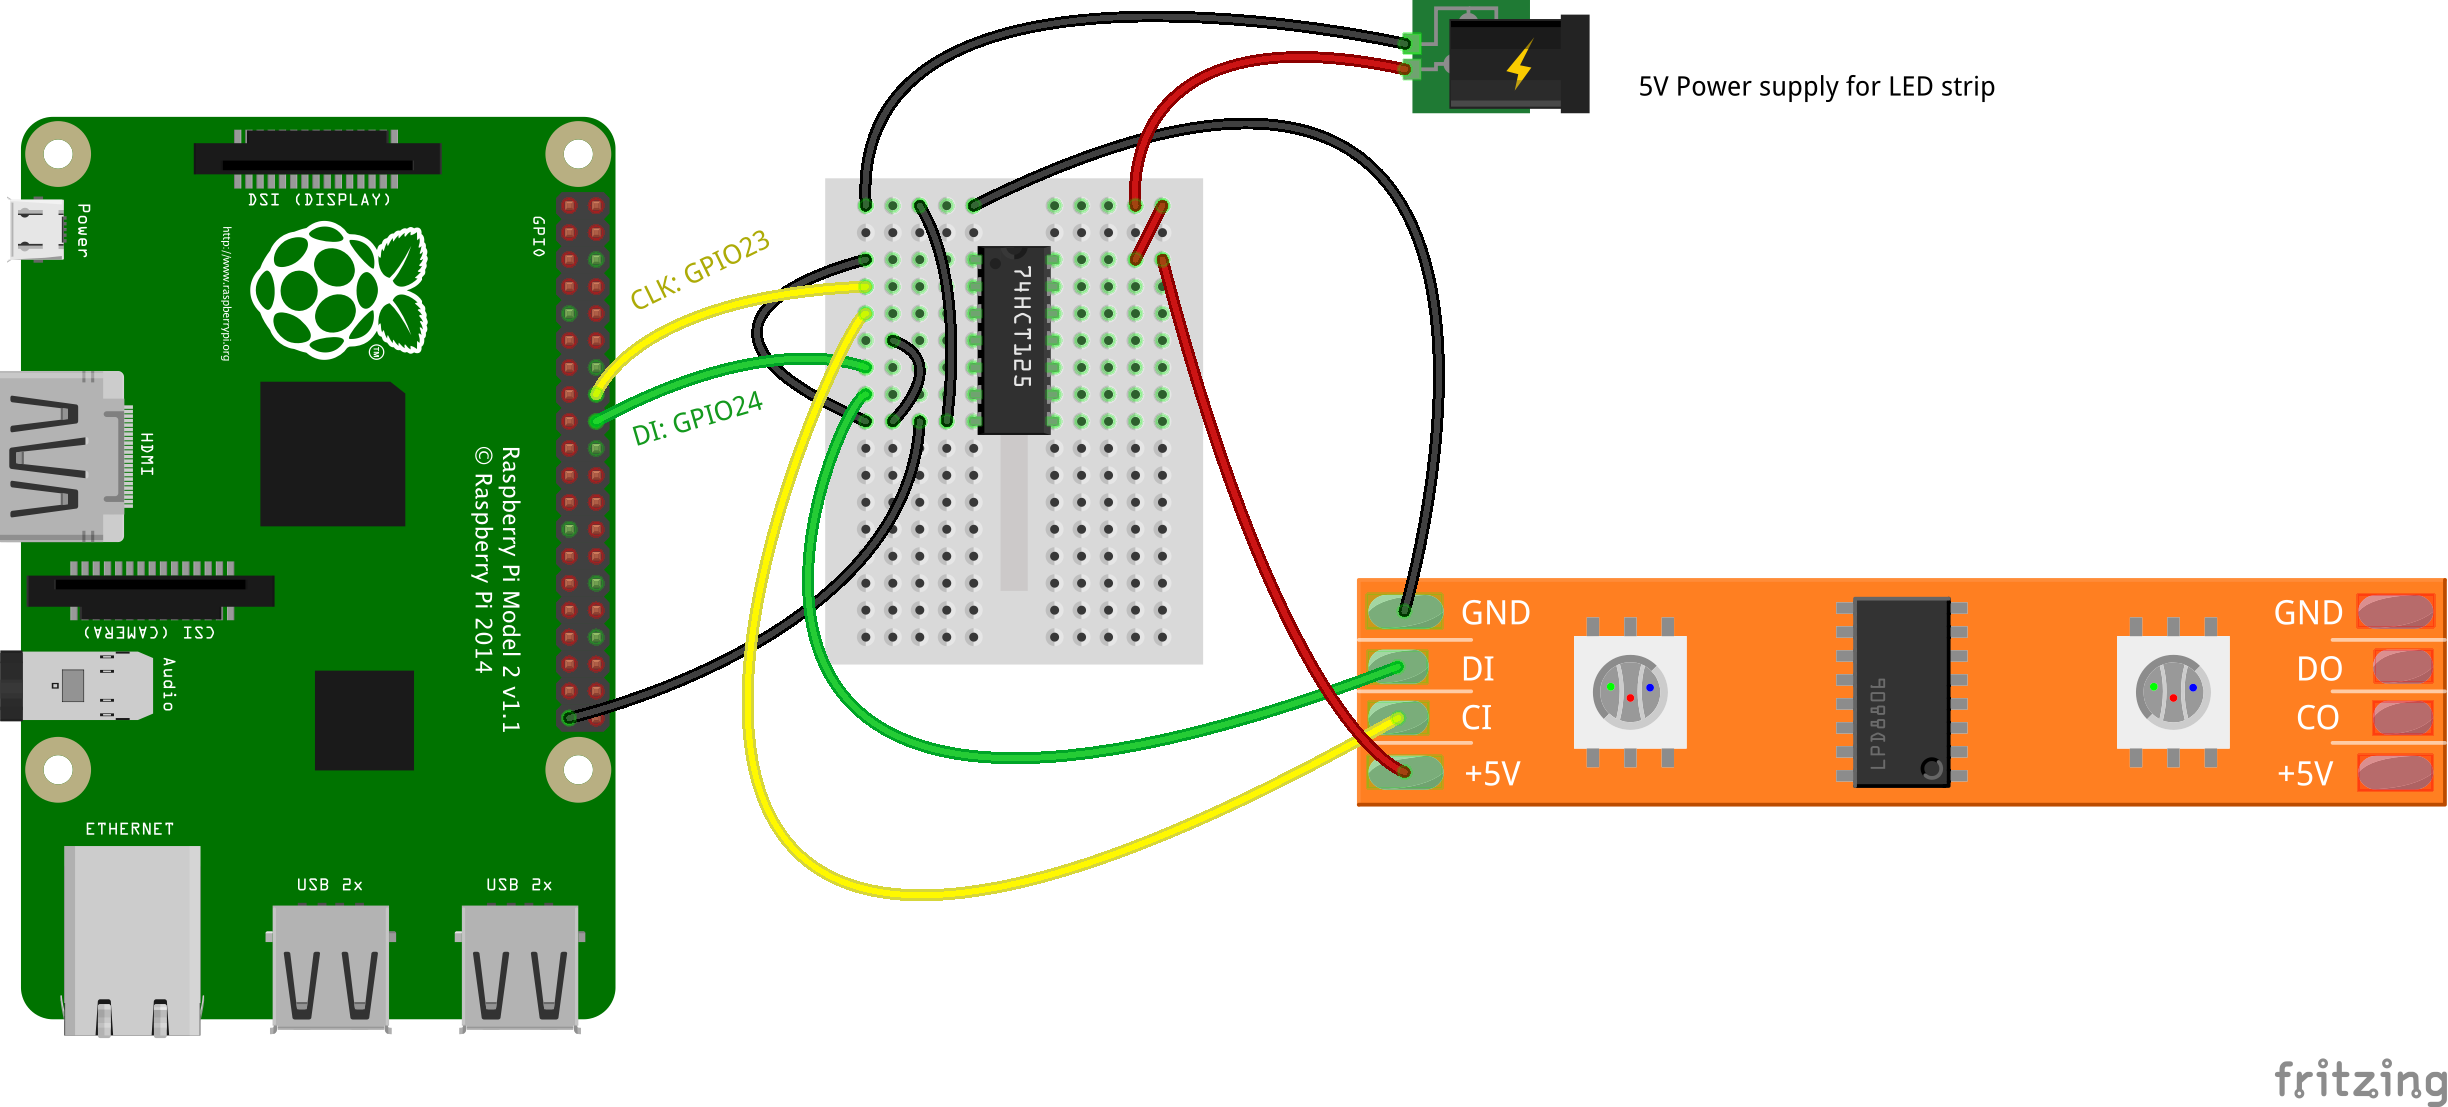 5V Power supply for LED strip
DSI (DISPLAY)
Power
http://www.raspberrypi.org
GPIO
TM
CLK: GPIO23
DI: GPIO24
74HCT125
HDMI
Raspberry Pi Model 2 v1.1
© Raspberry Pi 2014
CSI (CAMERA)
Audio
ETHERNET
USB 2x
USB 2x
GND
DI
CI
+5V
LPD8806
GND
DO
CO
+5V
fritzing